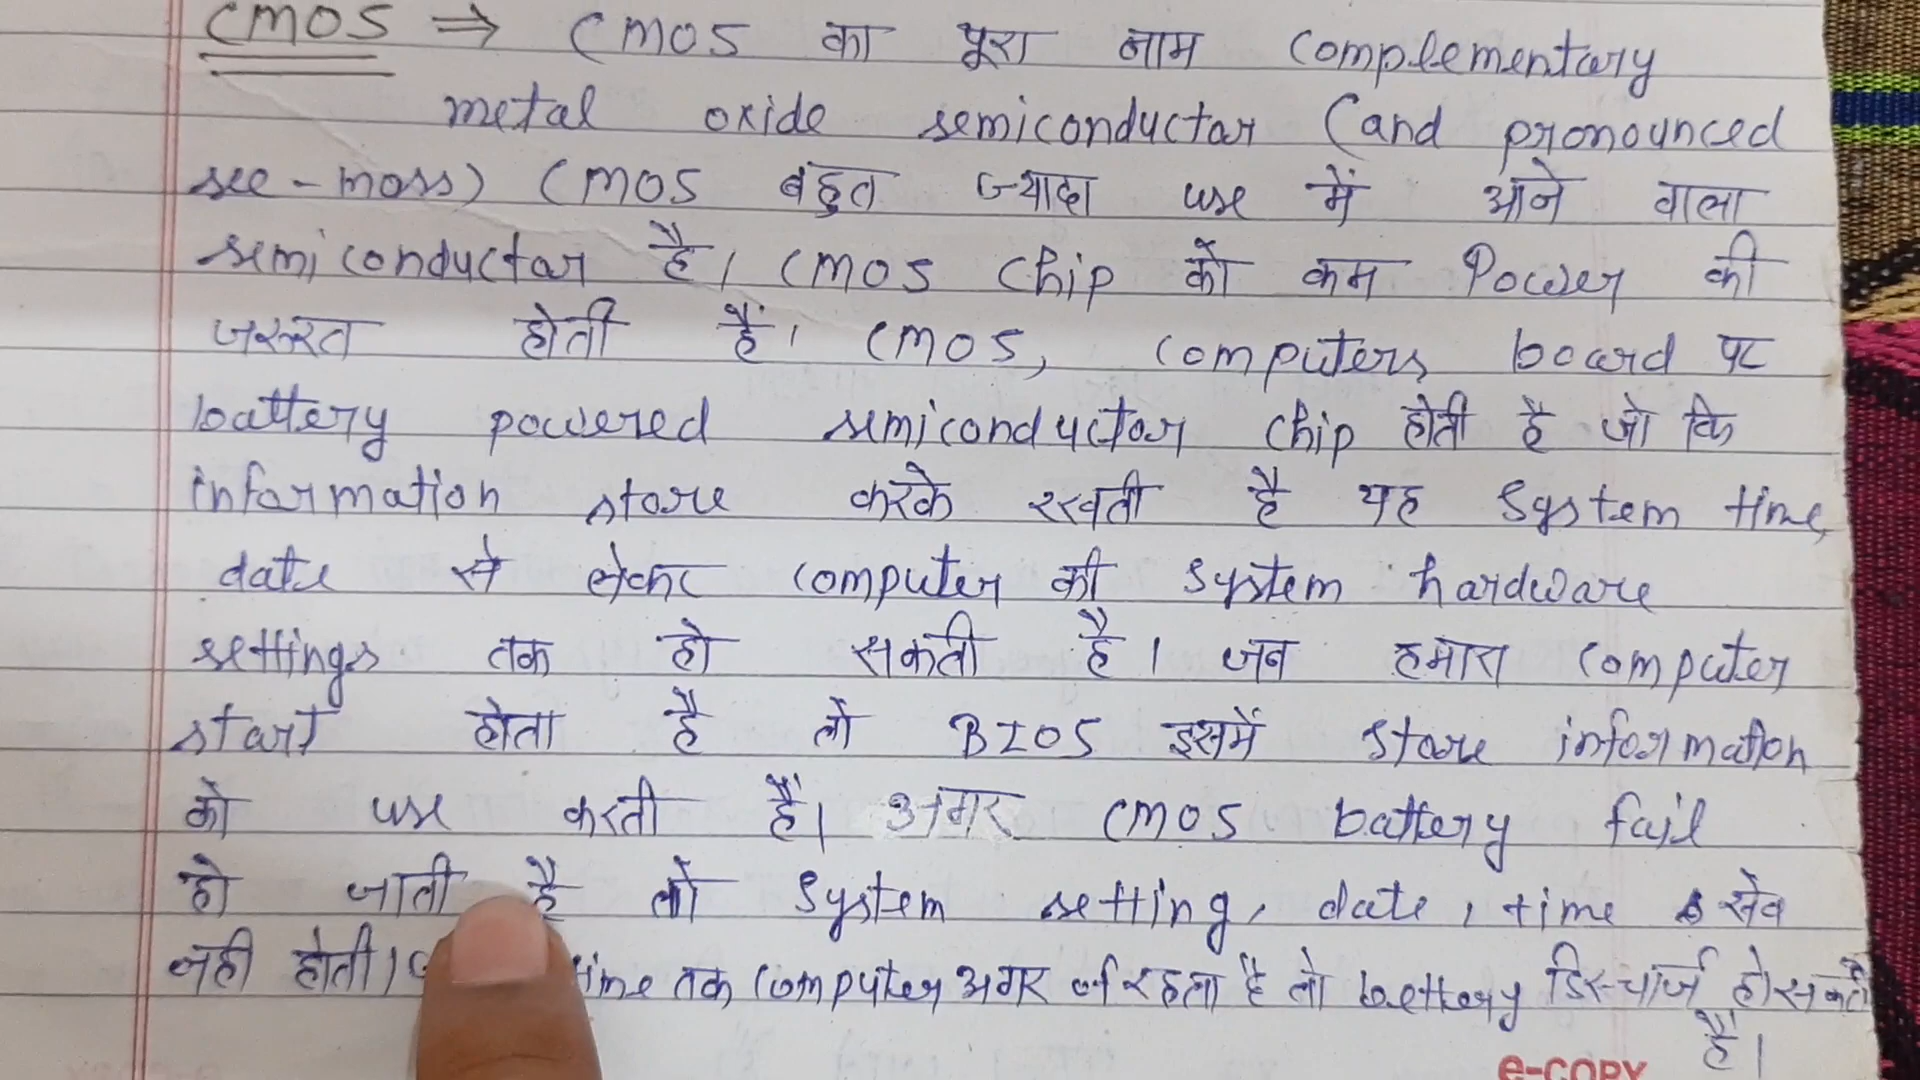 CMOS ⇒ CMOS का पूरा नाम Complementary
metal oxide semiconductor (and pronounced
see-moss) CMOS बहुत ज्यादा use में आने वाला
semiconductor है। CMOS Chip को कम Power की
जरूरत होती है। CMOS, Computers board पर
battery powered semiconductor chip होती है जो कि
information store करके रखती है यह System time,
date से लेकर computer की system hardware
settings तक हो सकती है। जब हमारा computer
start होता है तो BIOS इसमें store information
को use करती हैं। अगर CMOS battery fail
हो जाती है तो System setting, date, time सेव
नही होती। time तक computer अगर रहता है तो battery डिस्चार्ज हो सकती
है।
e-COPY